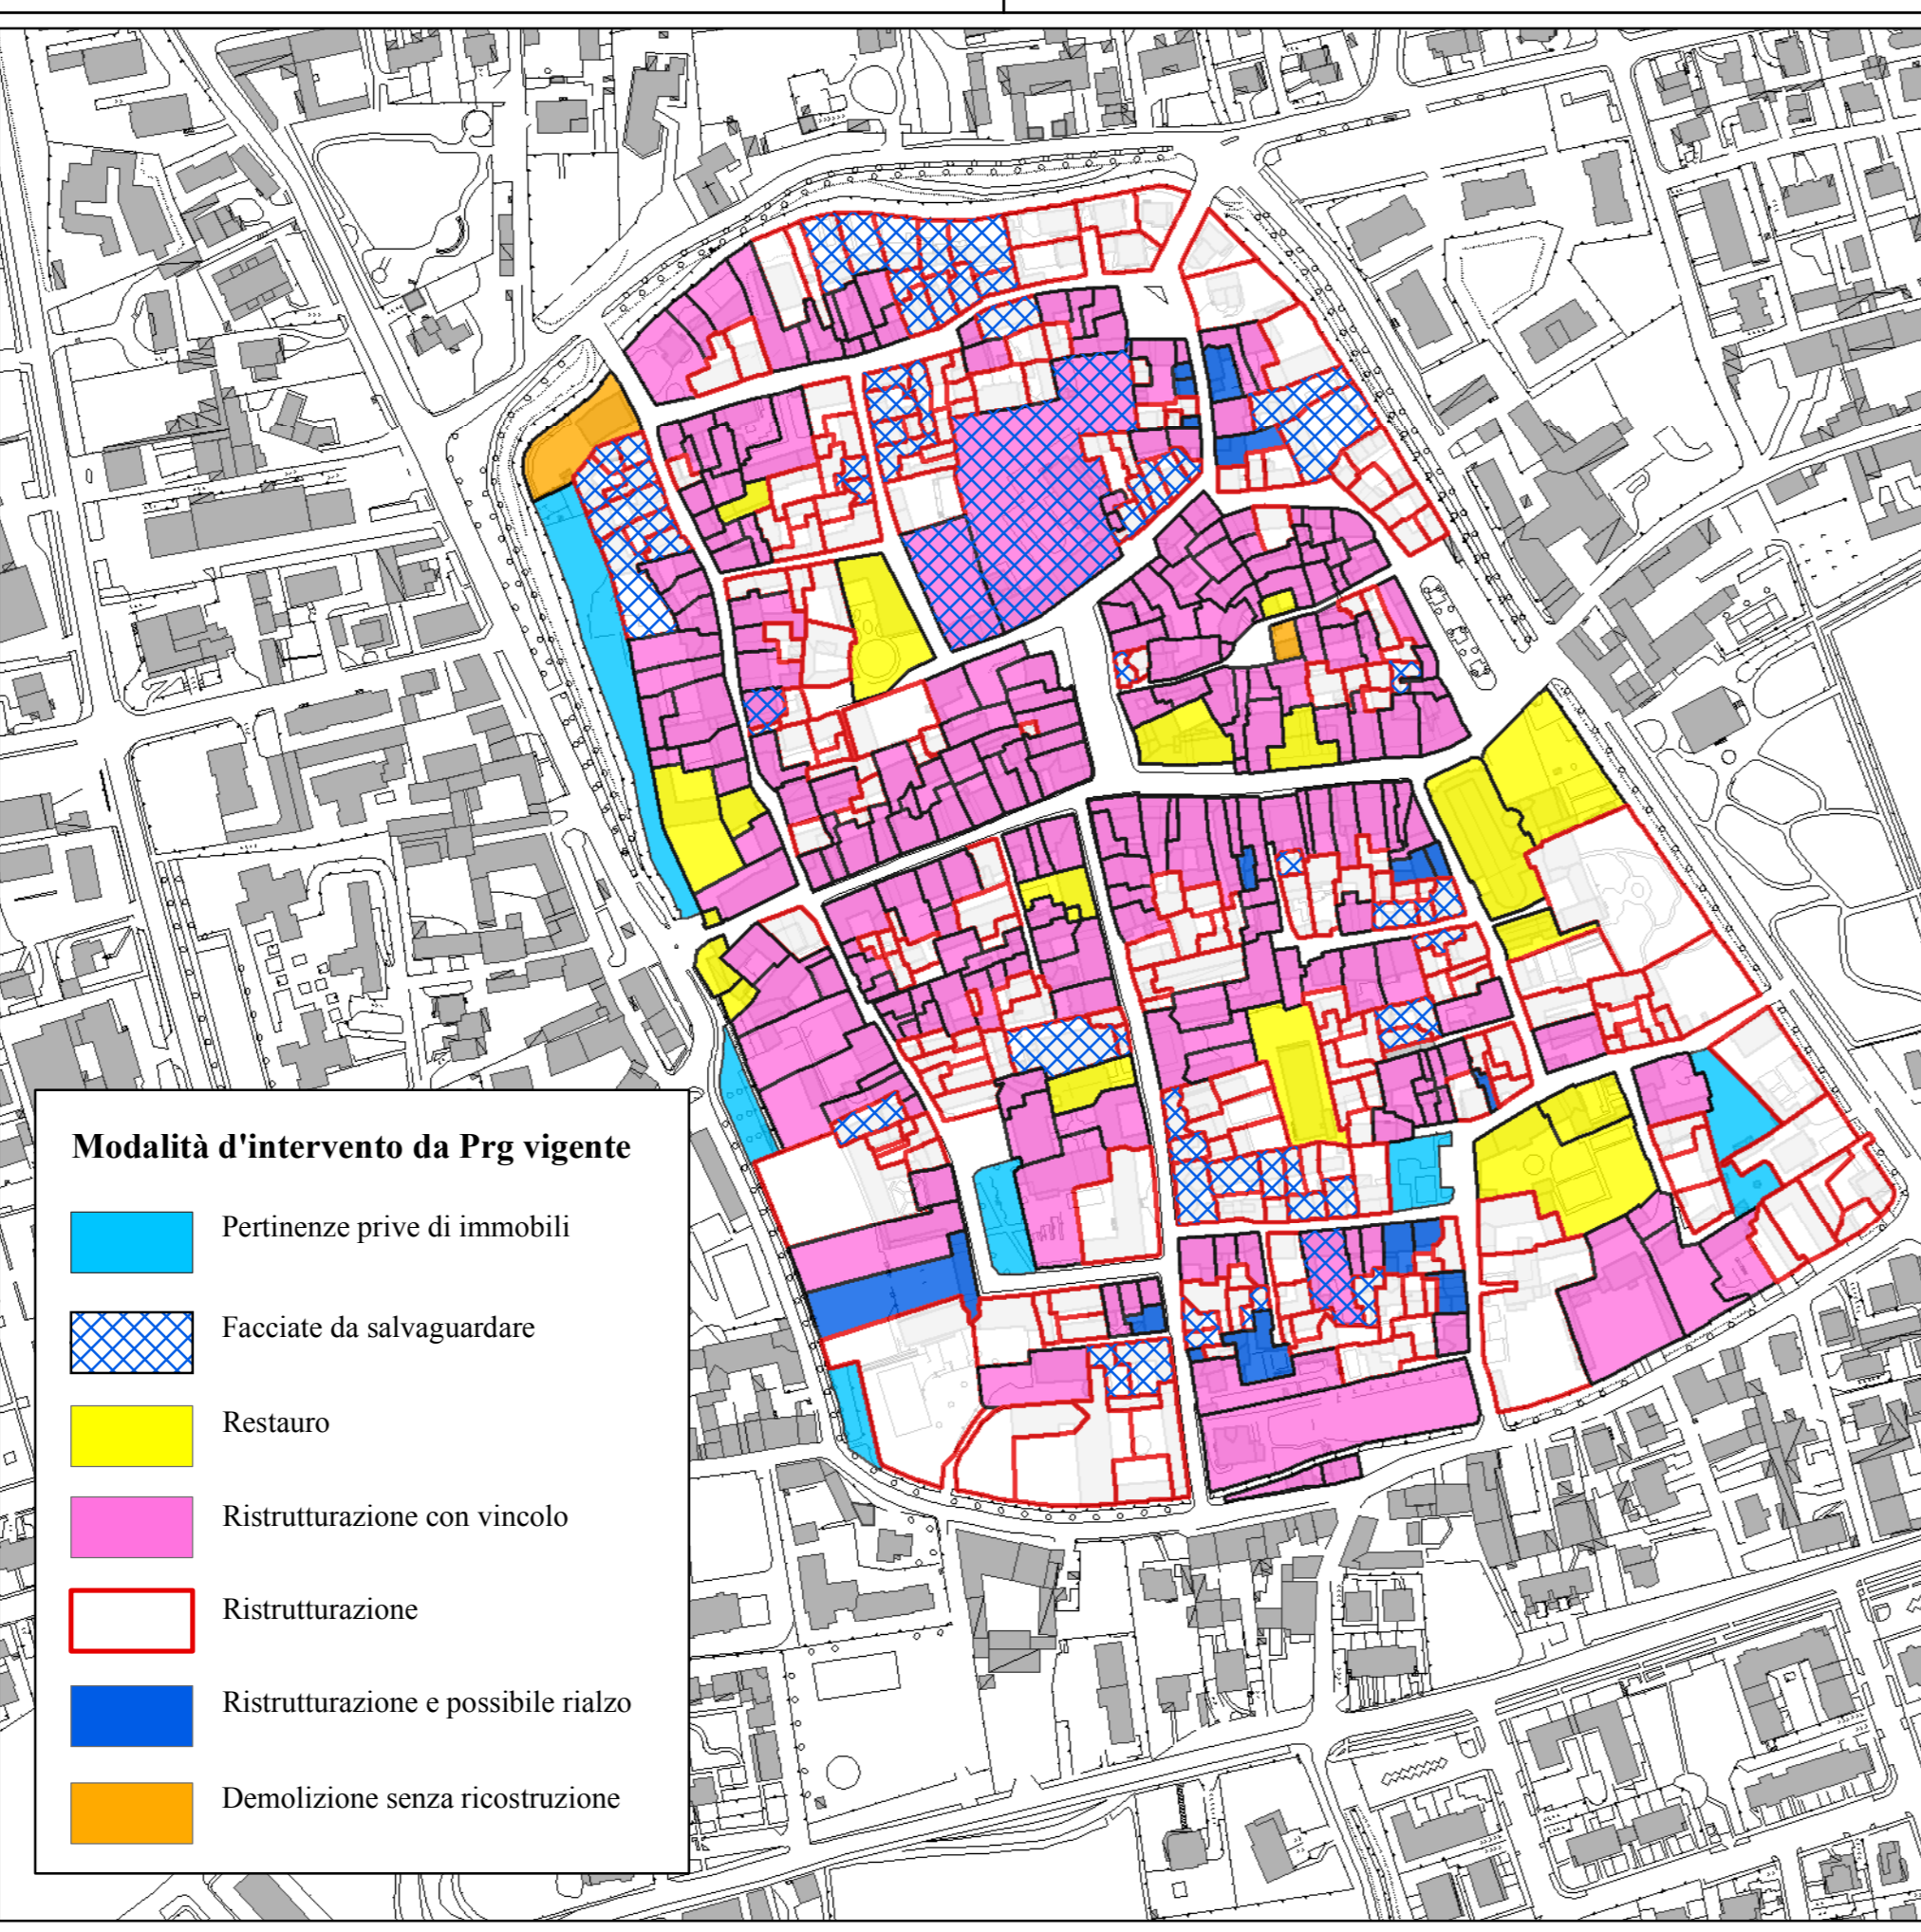 Modalità d'intervento da Prg vigente
Pertinenze prive di immobili
Facciate da salvaguardare
Restauro
Ristrutturazione con vincolo
Ristrutturazione
Ristrutturazione e possibile rialzo
Demolizione senza ricostruzione